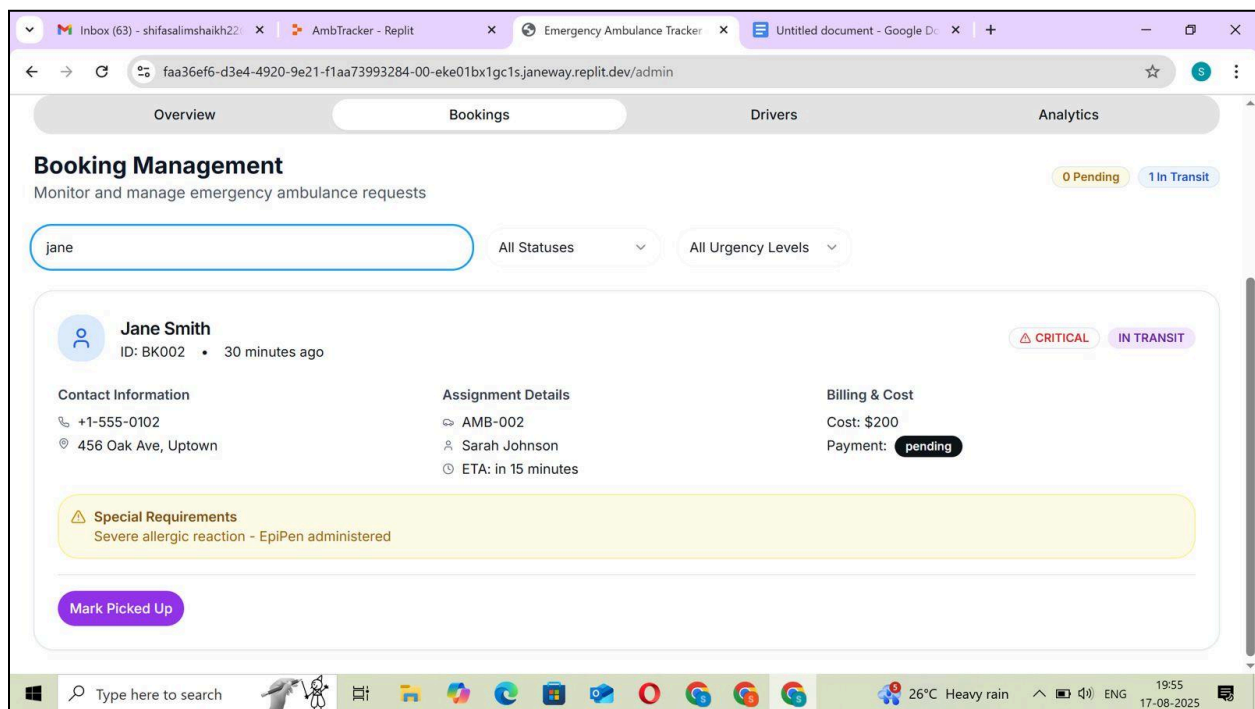 Inbox (63) - shifasalimshaikh22
AmbTracker - Replit
Emergency Ambulance Tracker
Untitled document - Google Do
faa36ef6-d3e4-4920-9e21-f1aa73993284-00-eke01bx1gc1s.janeway.replit.dev/admin
S
Overview
Bookings
Drivers
Analytics
Booking Management
Monitor and manage emergency ambulance requests
0 Pending
1 In Transit
jane
All Statuses
All Urgency Levels
Jane Smith
ID: BK002 • 30 minutes ago
CRITICAL
IN TRANSIT
Contact Information
+1-555-0102
456 Oak Ave, Uptown
Assignment Details
AMB-002
Sarah Johnson
ETA: in 15 minutes
Billing & Cost
Cost: $200
Payment: pending
Special Requirements
Severe allergic reaction - EpiPen administered
Mark Picked Up
Type here to search
26°C Heavy rain
ENG
19:55
17-08-2025